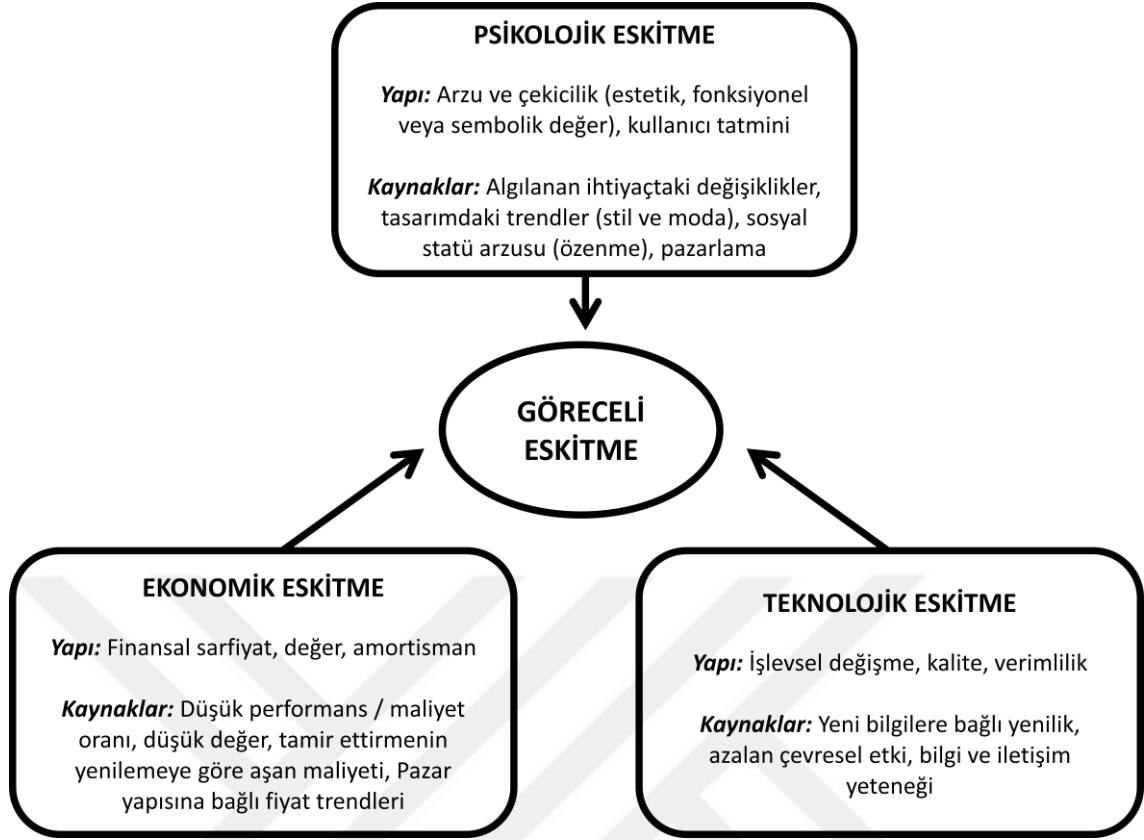 PSİKOLOJİK ESKİTME
Yapı: Arzu ve çekicilik (estetik, fonksiyonel
veya sembolik değer), kullanıcı tatmini
Kaynaklar: Algılanan ihtiyaçtaki değişiklikler,
tasarımdaki trendler (stil ve moda), sosyal
statü arzusu (özenme), pazarlama
GÖRECELİ
ESKİTME
EKONOMİK ESKİTME
Yapı: Finansal sarfiyat, değer, amortisman
Kaynaklar: Düşük performans / maliyet
oranı, düşük değer, tamir ettirmenin
yenilemeye göre aşan maliyeti, Pazar
yapısına bağlı fiyat trendleri
TEKNOLOJİK ESKİTME
Yapı: İşlevsel değişme, kalite, verimlilik
Kaynaklar: Yeni bilgilere bağlı yenilik,
azalan çevresel etki, bilgi ve iletişim
yeteneği